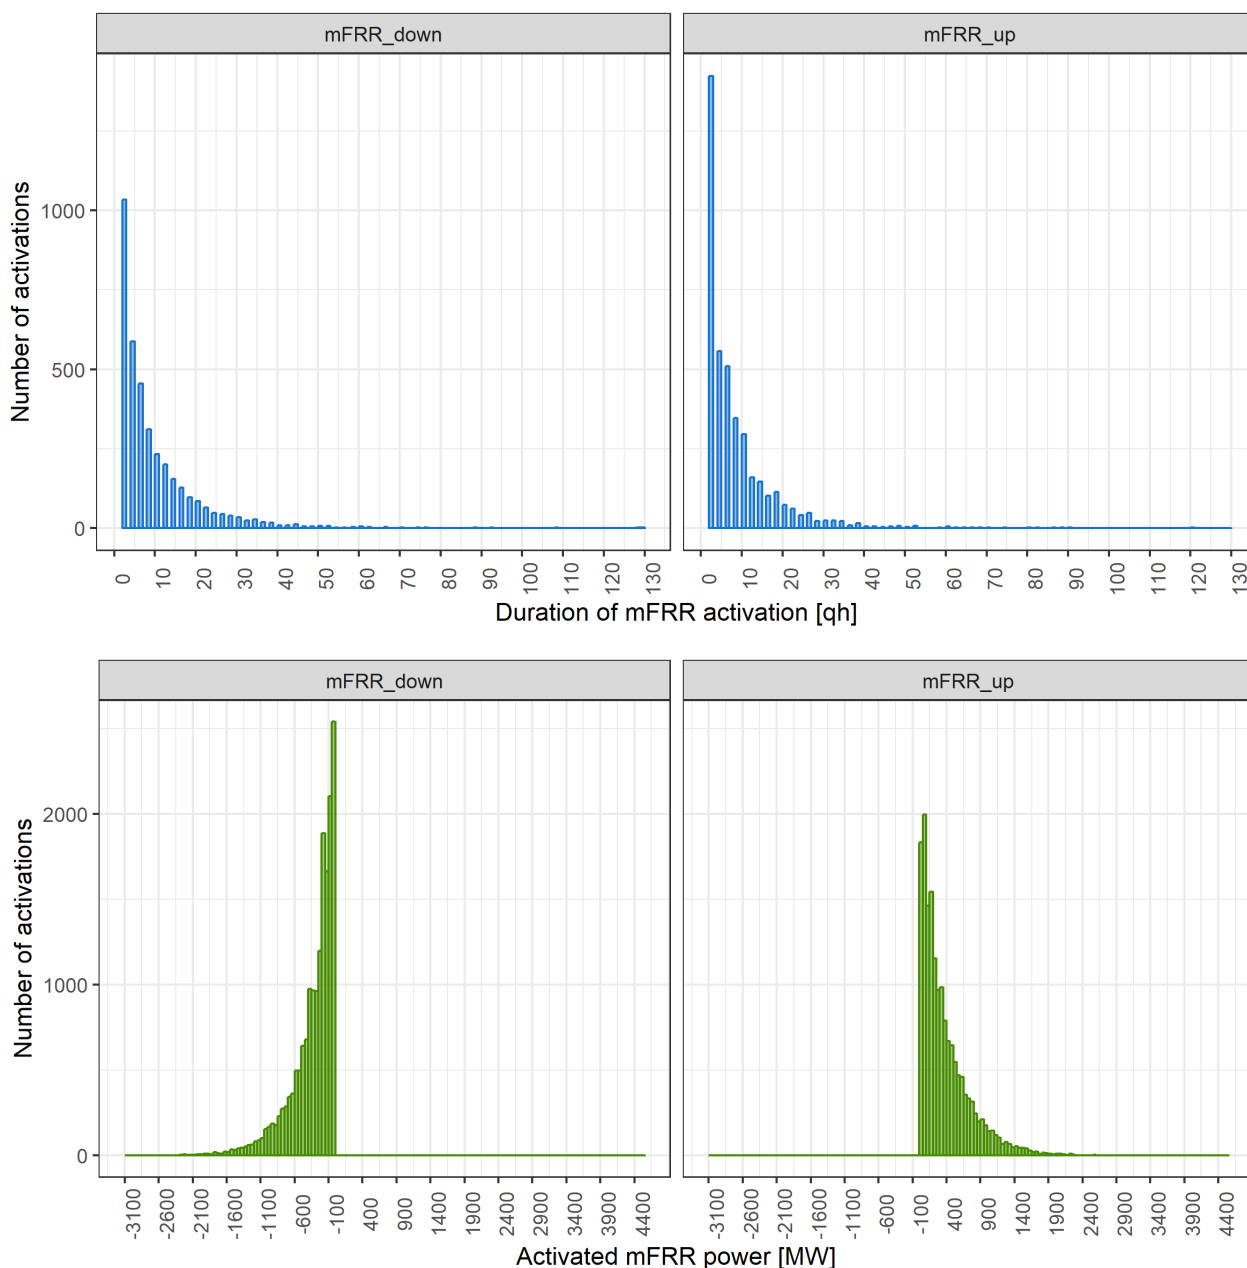 mFRR_down mFRR_up
Number of activations
1000
500
0
0 10 20 30 40 50 60 70 80 90 100 110 120 130 0 10 20 30 40 50 60 70 80 90 100 110 120 130
Duration of mFRR activation [qh]
mFRR_down mFRR_up
Number of activations
2000
1000
0
-3100 -2600 -2100 -1600 -1100 -600 -100 400 900 1400 1900 2400 2900 3400 3900 4400 -3100 -2600 -2100 -1600 -1100 -600 -100 400 900 1400 1900 2400 2900 3400 3900 4400
Activated mFRR power [MW]